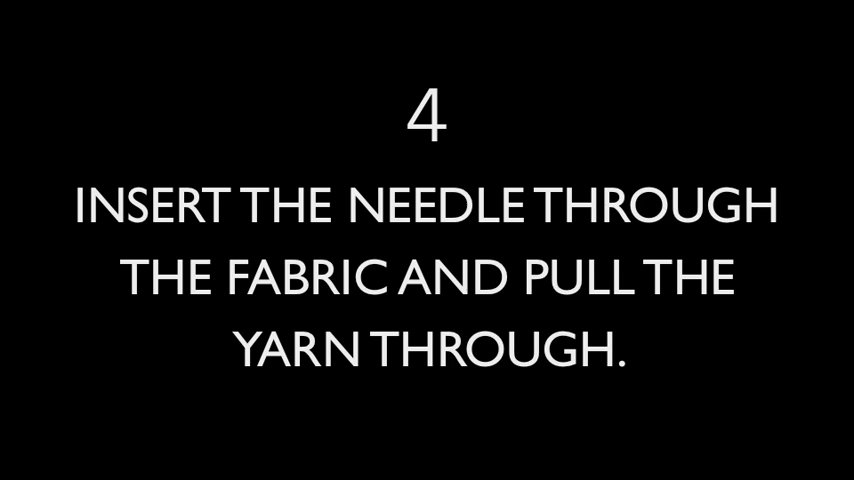 4
INSERT THE NEEDLE THROUGH
THE FABRIC AND PULL THE
YARN THROUGH.